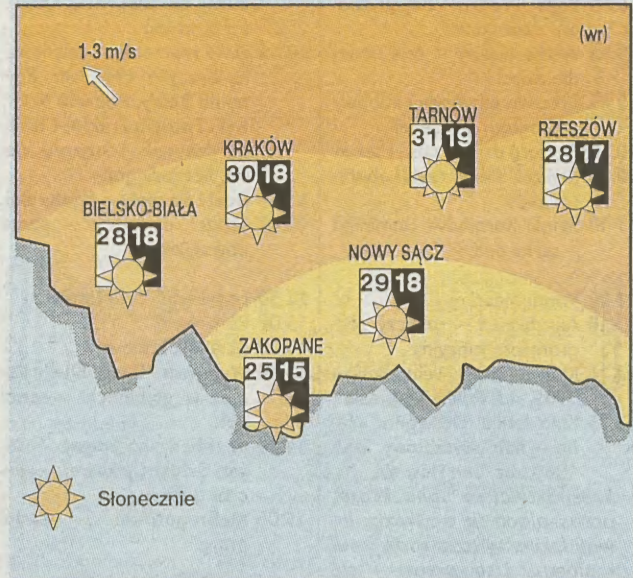 (wr)
1-3 m/s
TARNÓW
31 19
RZESZÓW
28 17
KRAKÓW
30 18
BIELSKO-BIAŁA
28 18
NOWY SĄCZ
29 18
ZAKOPANE
25 15
Słonecznie